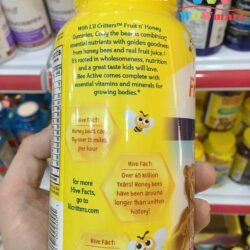 With L'il Critters™ Fruit n' Honey
Gummies, Cody the bear is combining
essential nutrients with golden goodness
from honey bees and real fruit juice!
It's rooted in wholesomeness, nutrition
and a great taste kids will love.
Bee Active comes complete with
essential vitamins and minerals for
growing bodies.*
Hive Fact:
Honey bees can
fly over 15 miles
per hour
Hive Fact:
Over 60 Million
Years! Honey bees
have been around
longer than written
history!
for more
Hive Facts,
go to
lilcritters.com
Hive Fact: